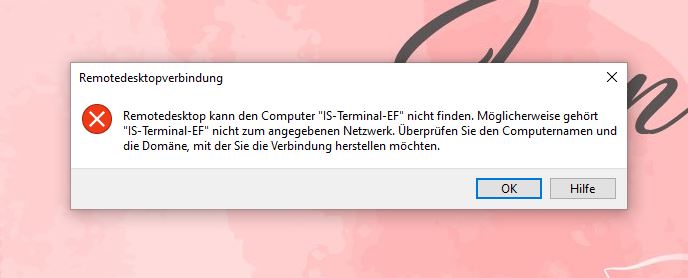 Remotedesktopverbindung
Remotedesktop kann den Computer "IS-Terminal-EF" nicht finden. Möglicherweise gehört
"IS-Terminal-EF" nicht zum angegebenen Netzwerk. Überprüfen Sie den Computernamen und
die Domäne, mit der Sie die Verbindung herstellen möchten.
OK
Hilfe